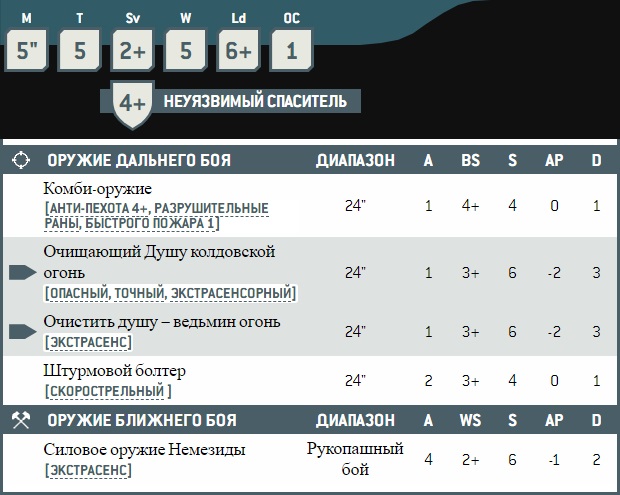 M T Sv W Ld OC
5" 5 2+ 5 6+ 1
4+ НЕУЯЗВИМЫЙ СПАСИТЕЛЬ
ОРУЖИЕ ДАЛЬНЕГО БОЯ ДИАПАЗОН A BS S AP D
Комби-оружие
[АНТИ-ПЕХОТА 4+, РАЗРУШИТЕЛЬНЫЕ
РАНЫ, БЫСТРОГО ПОЖАРА 1]
24" 1 4+ 4 0 1
Очищающий Душу колдовской
огонь
[ОПАСНЫЙ, ТОЧНЫЙ, ЭКСТРАСЕНСОРНЫЙ]
24" 1 3+ 6 -2 3
Очистить душу – ведьмин огонь
[ЭКСТРАСЕНС]
24" 1 3+ 6 -2 3
Штурмовой болтер
[СКОРОСТРЕЛЬНЫЙ ]
24" 2 3+ 4 0 1
ОРУЖИЕ БЛИЖНЕГО БОЯ ДИАПАЗОН A WS S AP D
Силовое оружие Немезиды
[ЭКСТРАСЕНС]
Рукопашный
бой
4 2+ 6 -1 2